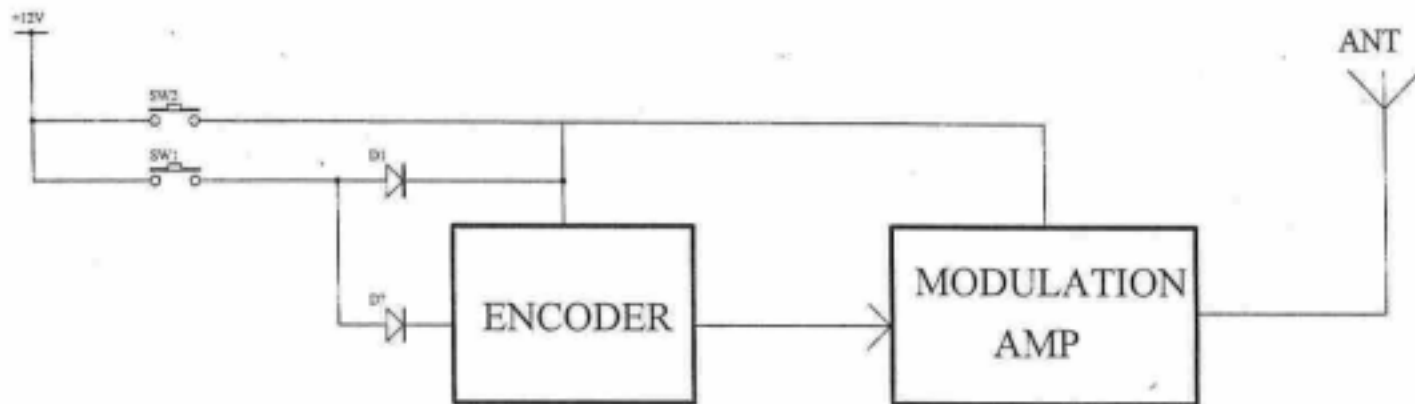 +12V
ANT
SW2
SW1
D1
D?
ENCODER
MODULATION
AMP